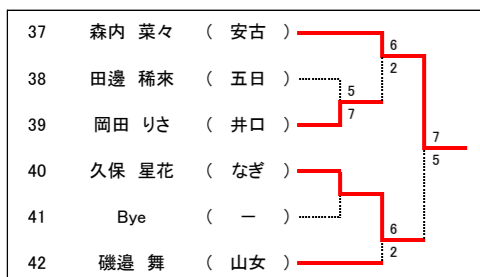 37 森内 菜々 ( 安古 )
6
38 田邊 稀來 ( 五日 )
2
5
39 岡田 りさ ( 井口 )
7
7
40 久保 星花 ( なぎ )
5
41 Bye ( ー )
6
42 磯邉 舞 ( 山女 )
2